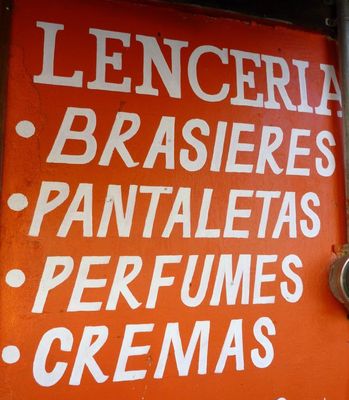 LENCERIA
• BRASIERES
• PANTALETAS
• PERFUMES
• CREMAS